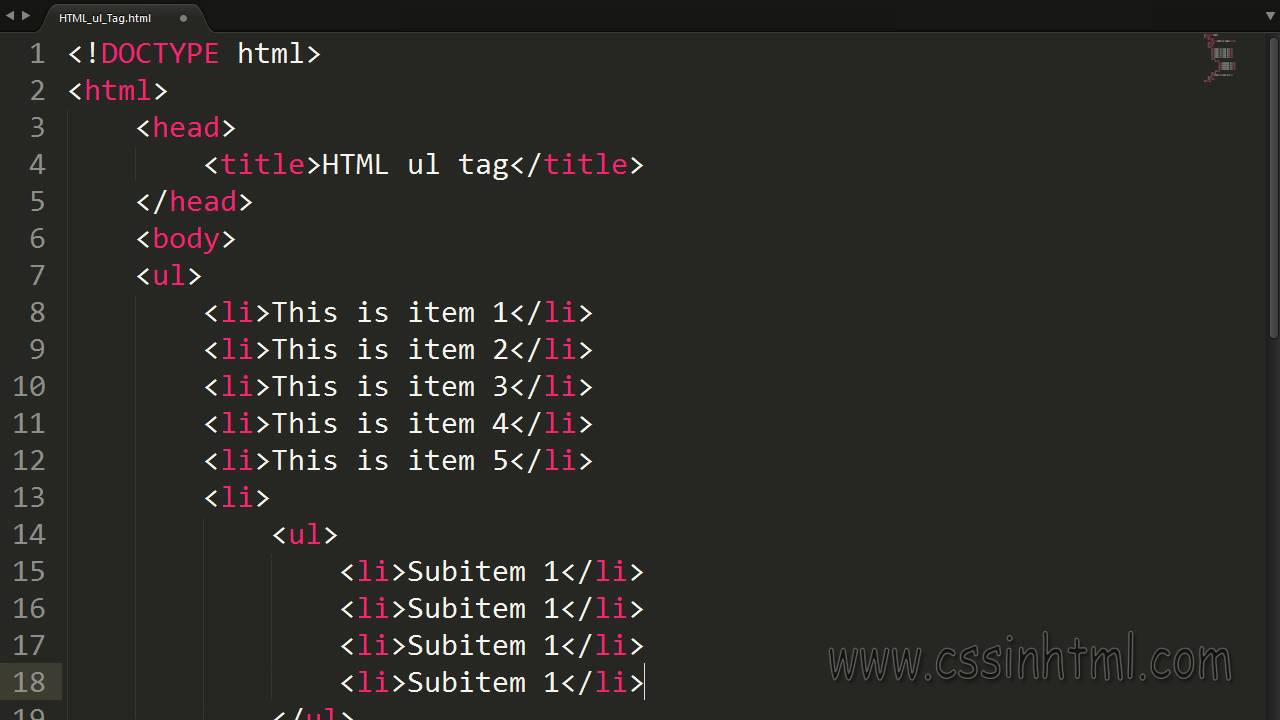 HTML_ul_Tag.html
1 <!DOCTYPE html>
2 <html>
3 <head>
4 <title>HTML ul tag</title>
5 </head>
6 <body>
7 <ul>
8 <li>This is item 1</li>
9 <li>This is item 2</li>
10 <li>This is item 3</li>
11 <li>This is item 4</li>
12 <li>This is item 5</li>
13 <li>
14 <ul>
15 <li>Subitem 1</li>
16 <li>Subitem 1</li>
17 <li>Subitem 1</li>
18 <li>Subitem 1</li>
19 </ul>
www.cssinhtml.com